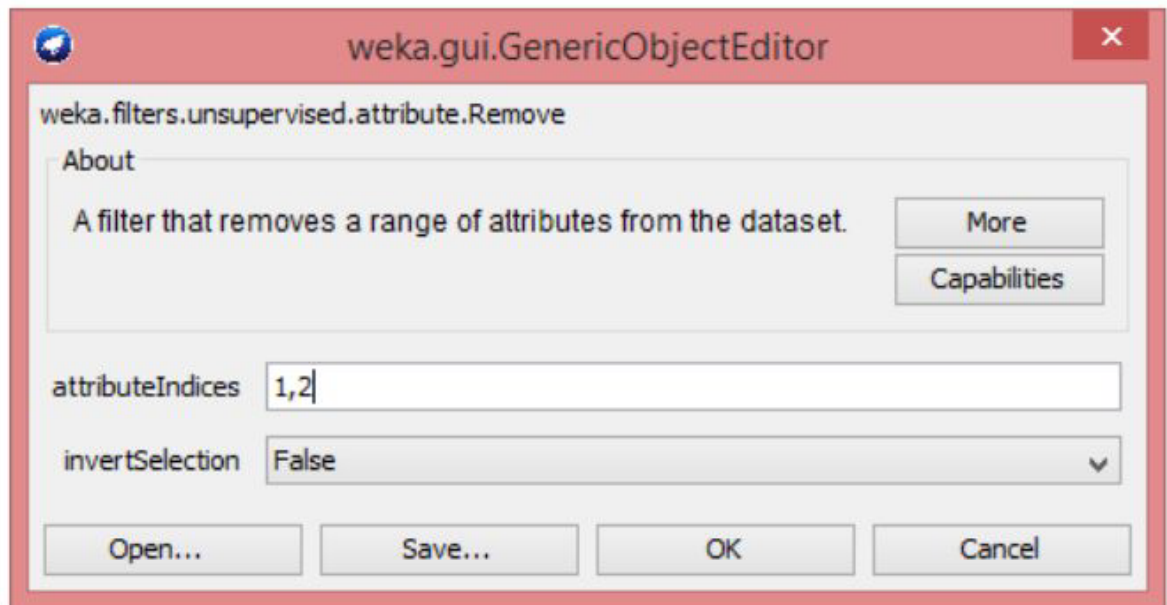 weka.gui.GenericObjectEditor
weka.filters.unsupervised.attribute.Remove
About
A filter that removes a range of attributes from the dataset.
More
Capabilities
attributeIndices 1,2
invertSelection False
Open... Save... OK Cancel